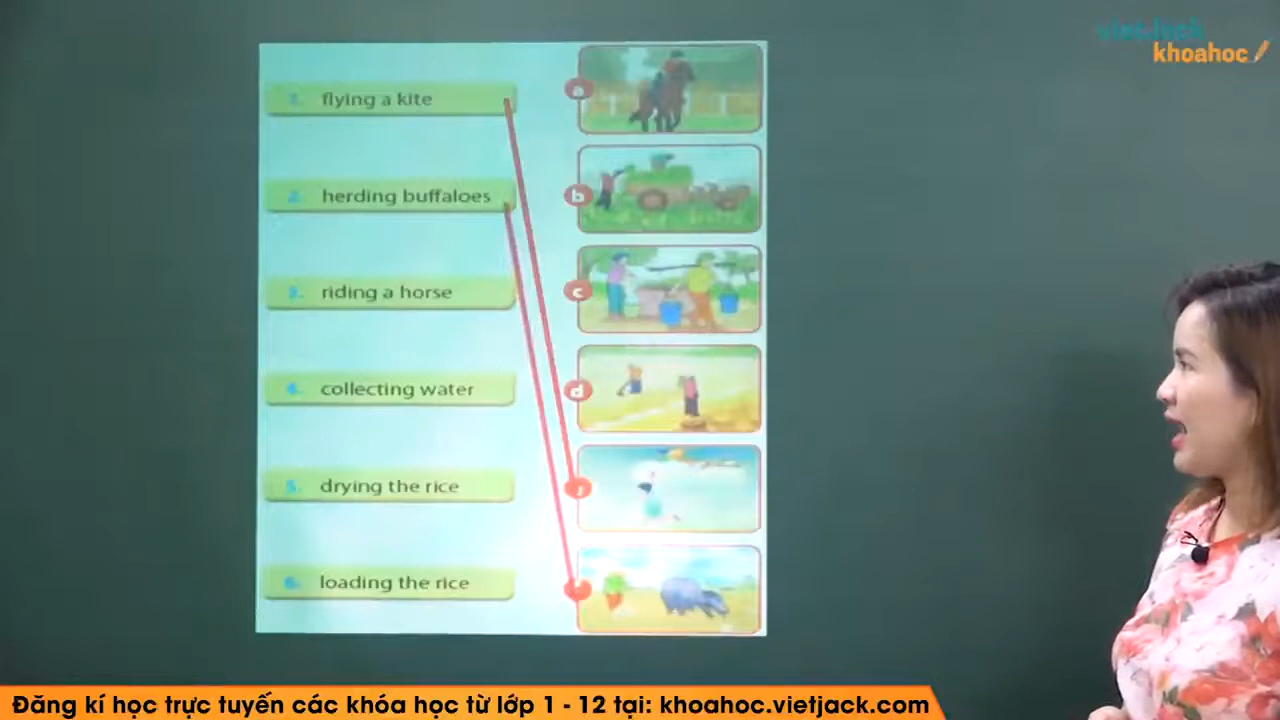 vietJack
khoahoc
1. flying a kite
a
2. herding buffaloes
b
3. riding a horse
c
4. collecting water
d
5. drying the rice
6. loading the rice
Đăng kí học trực tuyến các khóa học từ lớp 1 - 12 tại: khoahoc.vietjack.com